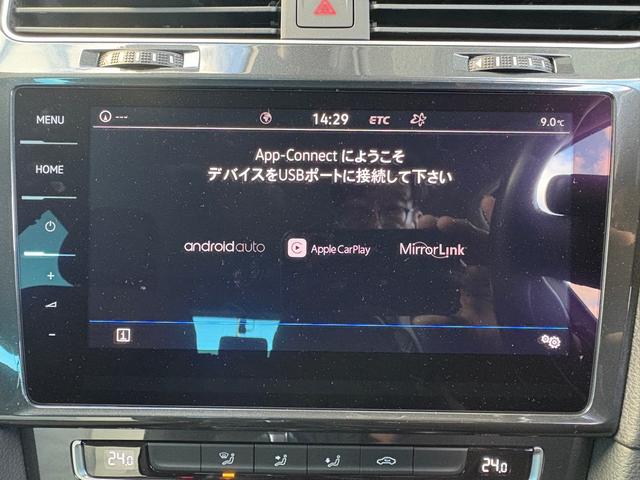 MENU
HOME
---
14:29
ETC
9.0℃
App-Connect にようこそ
デバイスをUSBポートに接続して下さい
androidauto
Apple CarPlay
MirrorLink
+
-
i
24.0
24.0